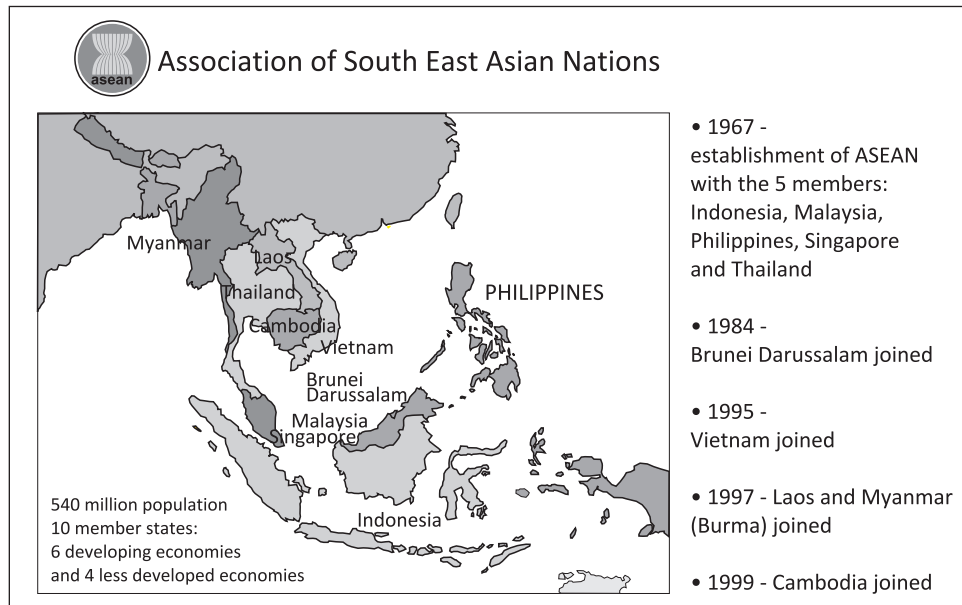 asean
Association of South East Asian Nations
Myanmar
Laos
Thailand
Cambodia
Vietnam
PHILIPPINES
Brunei
Darussalam
Malaysia
Singapore
Indonesia
540 million population
10 member states:
6 developing economies
and 4 less developed economies
• 1967 -
establishment of ASEAN
with the 5 members:
Indonesia, Malaysia,
Philippines, Singapore
and Thailand
• 1984 -
Brunei Darussalam joined
• 1995 -
Vietnam joined
• 1997 - Laos and Myanmar
(Burma) joined
• 1999 - Cambodia joined